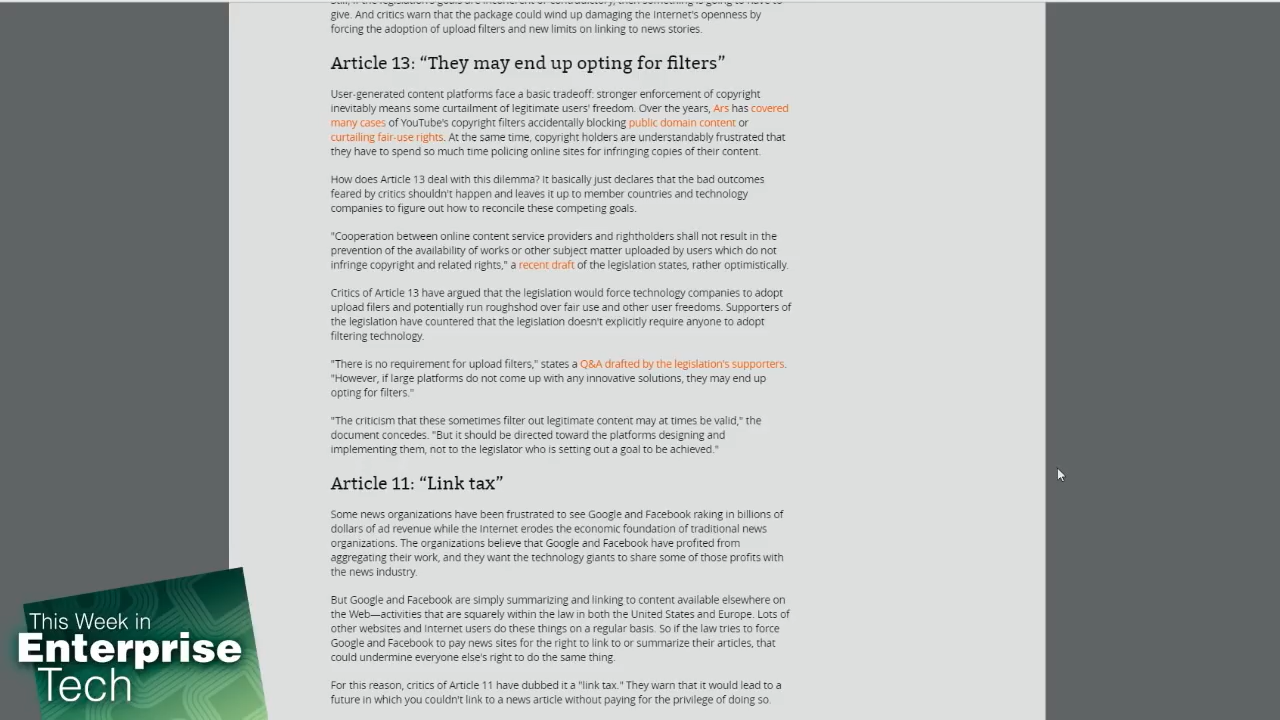 give. And critics warn that the package could wind up damaging the Internet's openness by
forcing the adoption of upload filters and new limits on linking to news stories.
Article 13: “They may end up opting for filters”
User-generated content platforms face a basic tradeoff: stronger enforcement of copyright
inevitably means some curtailment of legitimate users' freedom. Over the years, Ars has covered
many cases of YouTube's copyright filters accidentally blocking public domain content or
curtailing fair-use rights. At the same time, copyright holders are understandably frustrated that
they have to spend so much time policing online sites for infringing copies of their content.
How does Article 13 deal with this dilemma? It basically just declares that the bad outcomes
feared by critics shouldn't happen and leaves it up to member countries and technology
companies to figure out how to reconcile these competing goals.
"Cooperation between online content service providers and rightholders shall not result in the
prevention of the availability of works or other subject matter uploaded by users which do not
infringe copyright and related rights," a recent draft of the legislation states, rather optimistically.
Critics of Article 13 have argued that the legislation would force technology companies to adopt
upload filers and potentially run roughshod over fair use and other user freedoms. Supporters of
the legislation have countered that the legislation doesn't explicitly require anyone to adopt
filtering technology.
"There is no requirement for upload filters," states a Q&A drafted by the legislation's supporters.
"However, if large platforms do not come up with any innovative solutions, they may end up
opting for filters."
"The criticism that these sometimes filter out legitimate content may at times be valid," the
document concedes. "But it should be directed toward the platforms designing and
implementing them, not to the legislator who is setting out a goal to be achieved."
Article 11: “Link tax”
Some news organizations have been frustrated to see Google and Facebook raking in billions of
dollars of ad revenue while the Internet erodes the economic foundation of traditional news
organizations. The organizations believe that Google and Facebook have profited from
aggregating their work, and they want the technology giants to share some of those profits with
the news industry.
But Google and Facebook are simply summarizing and linking to content available elsewhere on
the Web—activities that are squarely within the law in both the United States and Europe. Lots of
other websites and Internet users do these things on a regular basis. So if the law tries to force
Google and Facebook to pay news sites for the right to link to or summarize their articles, that
could undermine everyone else's right to do the same thing.
For this reason, critics of Article 11 have dubbed it a "link tax." They warn that it would lead to a
future in which you couldn't link to a news article without paying for the privilege of doing so.
This Week in
Enterprise
Tech